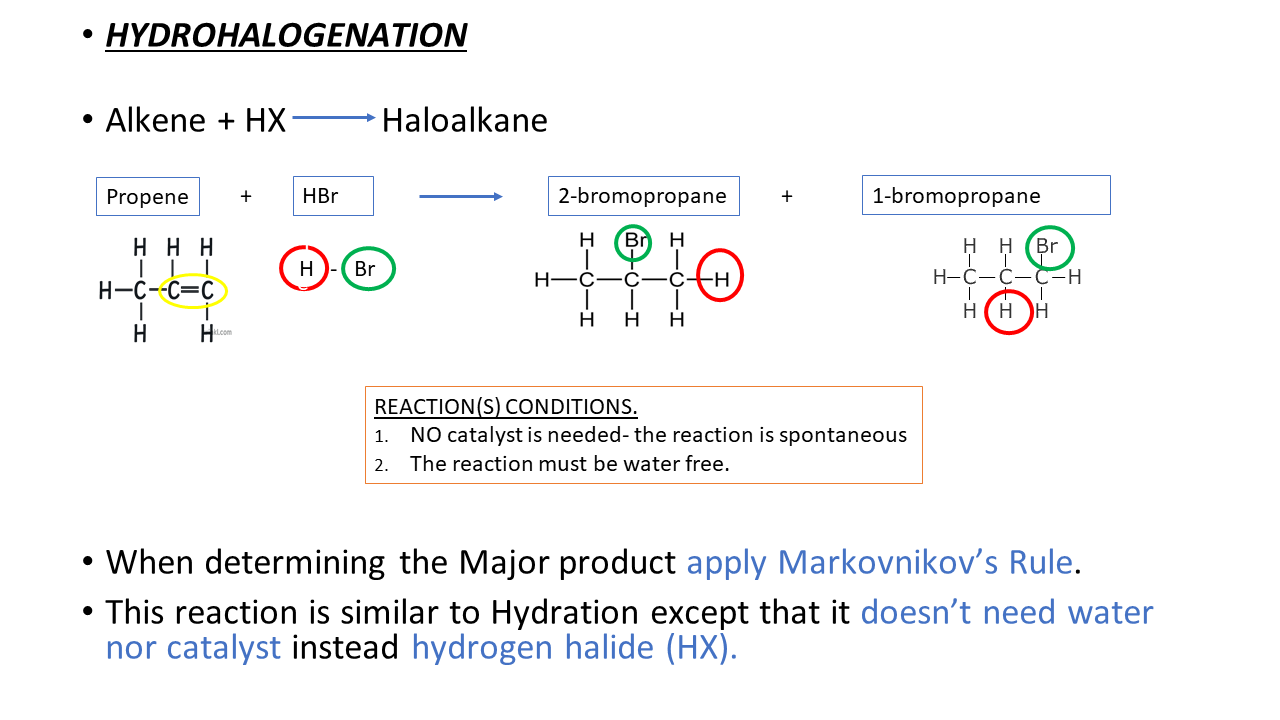 • HYDROHALOGENATION
• Alkene + HX ⟶ Haloalkane
Propene + HBr ⟶ 2-bromopropane + 1-bromopropane
H H H
H–C–C=C
H H
H - Br
H Br H
H–C–C–C–H
H H H
H H Br
H–C–C–C–H
H H H
REACTION(S) CONDITIONS.
1. NO catalyst is needed- the reaction is spontaneous
2. The reaction must be water free.
• When determining the Major product apply Markovnikov’s Rule.
• This reaction is similar to Hydration except that it doesn’t need water
nor catalyst instead hydrogen halide (HX).